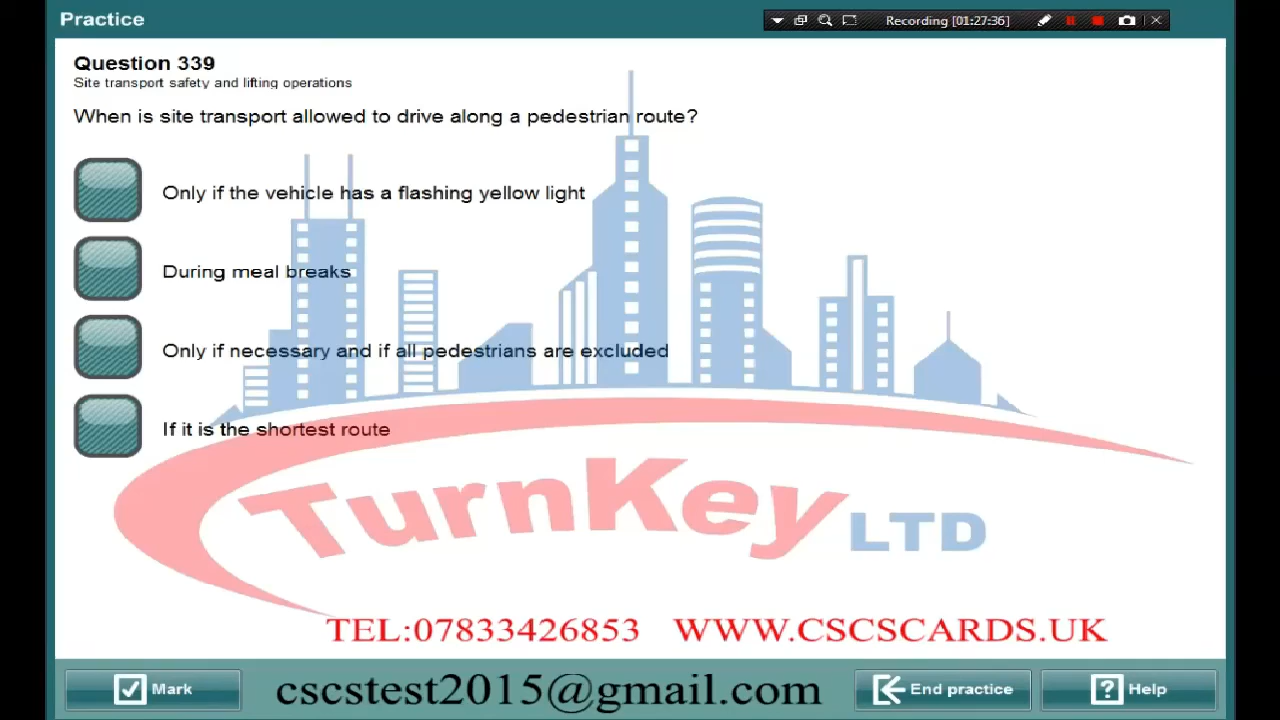 Practice
Recording [01:27:36]
Question 339
Site transport safety and lifting operations
When is site transport allowed to drive along a pedestrian route?
Only if the vehicle has a flashing yellow light
During meal breaks
Only if necessary and if all pedestrians are excluded
If it is the shortest route
TurnKey LTD
TEL:07833426853 WWW.CSCSCARDS.UK
Mark
cscstest2015@gmail.com
End practice
? Help